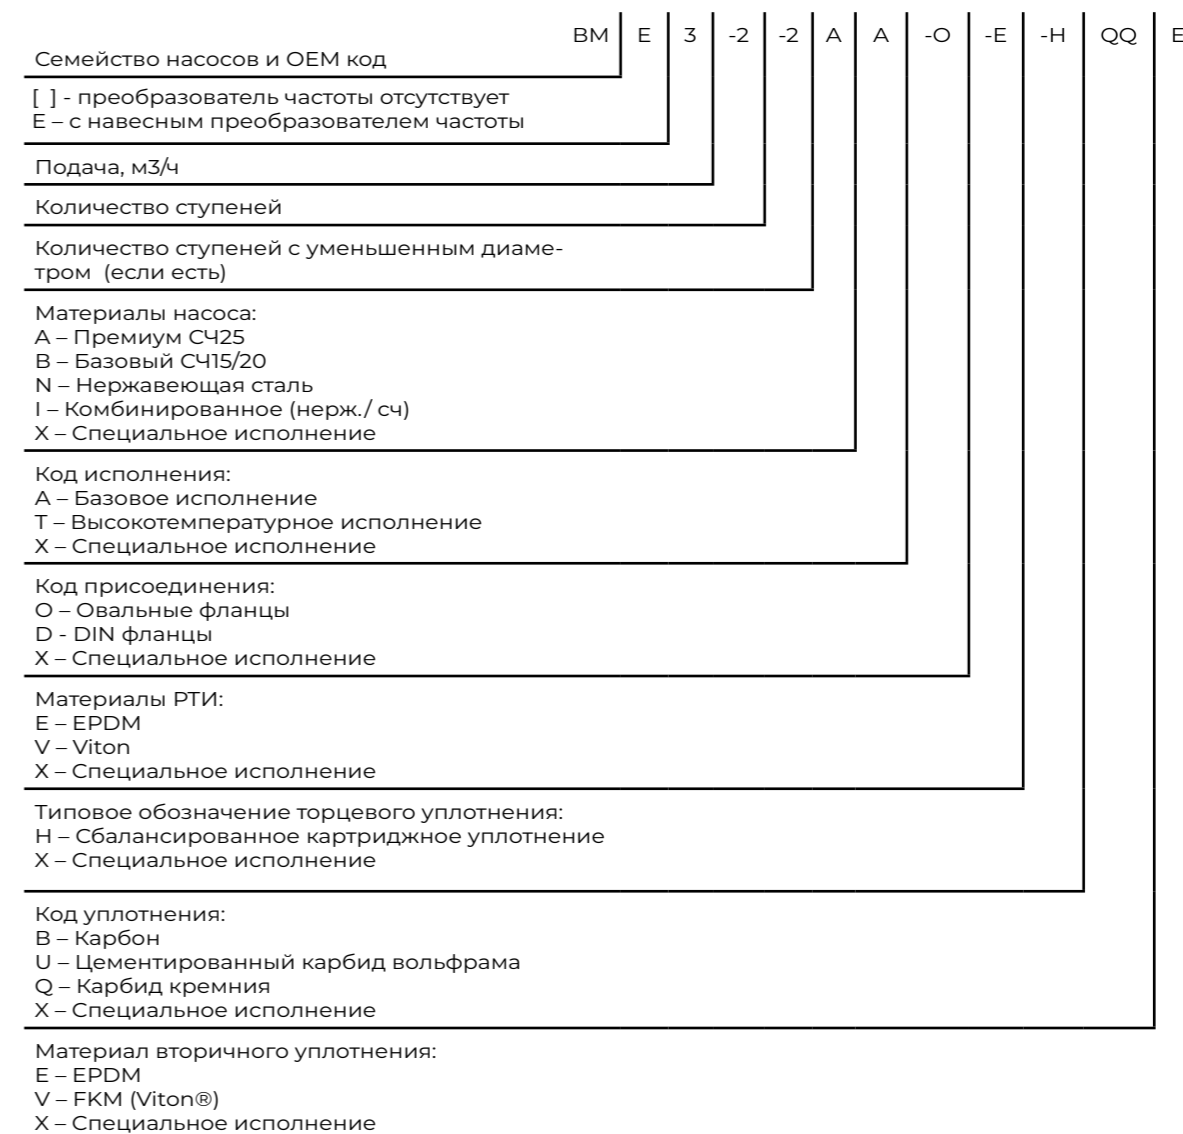 BM E 3 -2 -2 A A -O -E -H QQ E
Семейство насосов и OEM код
[ ] - преобразователь частоты отсутствует
E – с навесным преобразователем частоты
Подача, м3/ч
Количество ступеней
Количество ступеней с уменьшенным диаме-
тром (если есть)
Материалы насоса:
A – Премиум СЧ25
B – Базовый СЧ15/20
N – Нержавеющая сталь
I – Комбинированное (нерж./ сч)
X – Специальное исполнение
Код исполнения:
A – Базовое исполнение
T – Высокотемпературное исполнение
X – Специальное исполнение
Код присоединения:
O – Овальные фланцы
D - DIN фланцы
X – Специальное исполнение
Материалы РТИ:
E – EPDM
V – Viton
X – Специальное исполнение
Типовое обозначение торцевого уплотнения:
H – Сбалансированное картриджное уплотнение
X – Специальное исполнение
Код уплотнения:
B – Карбон
U – Цементированный карбид вольфрама
Q – Карбид кремния
X – Специальное исполнение
Материал вторичного уплотнения:
E – EPDM
V – FKM (Viton®)
X – Специальное исполнение